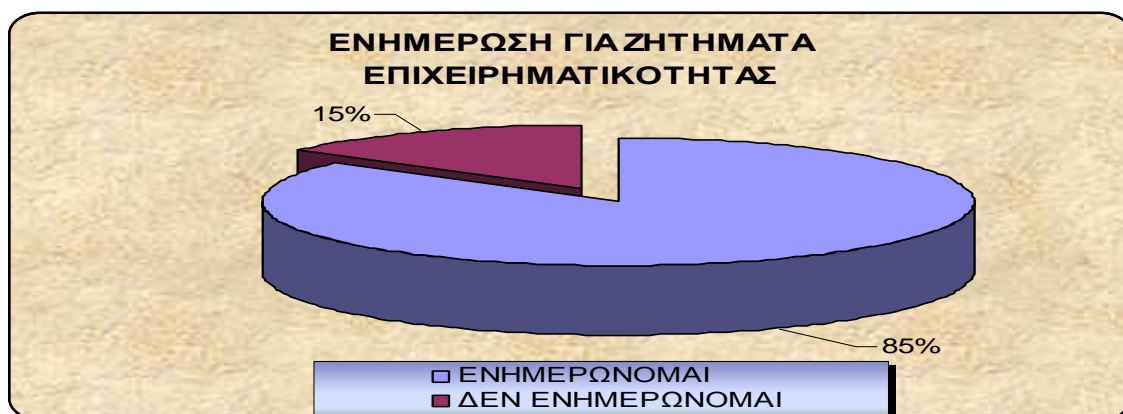 ΕΝΗΜΕΡΩΣΗ ΓΙΑ ΖΗΤΗΜΑΤΑ
ΕΠΙΧΕΙΡΗΜΑΤΙΚΟΤΗΤΑΣ
15%
85%
ΕΝΗΜΕΡΩΝΟΜΑΙ
ΔΕΝ ΕΝΗΜΕΡΩΝΟΜΑΙ